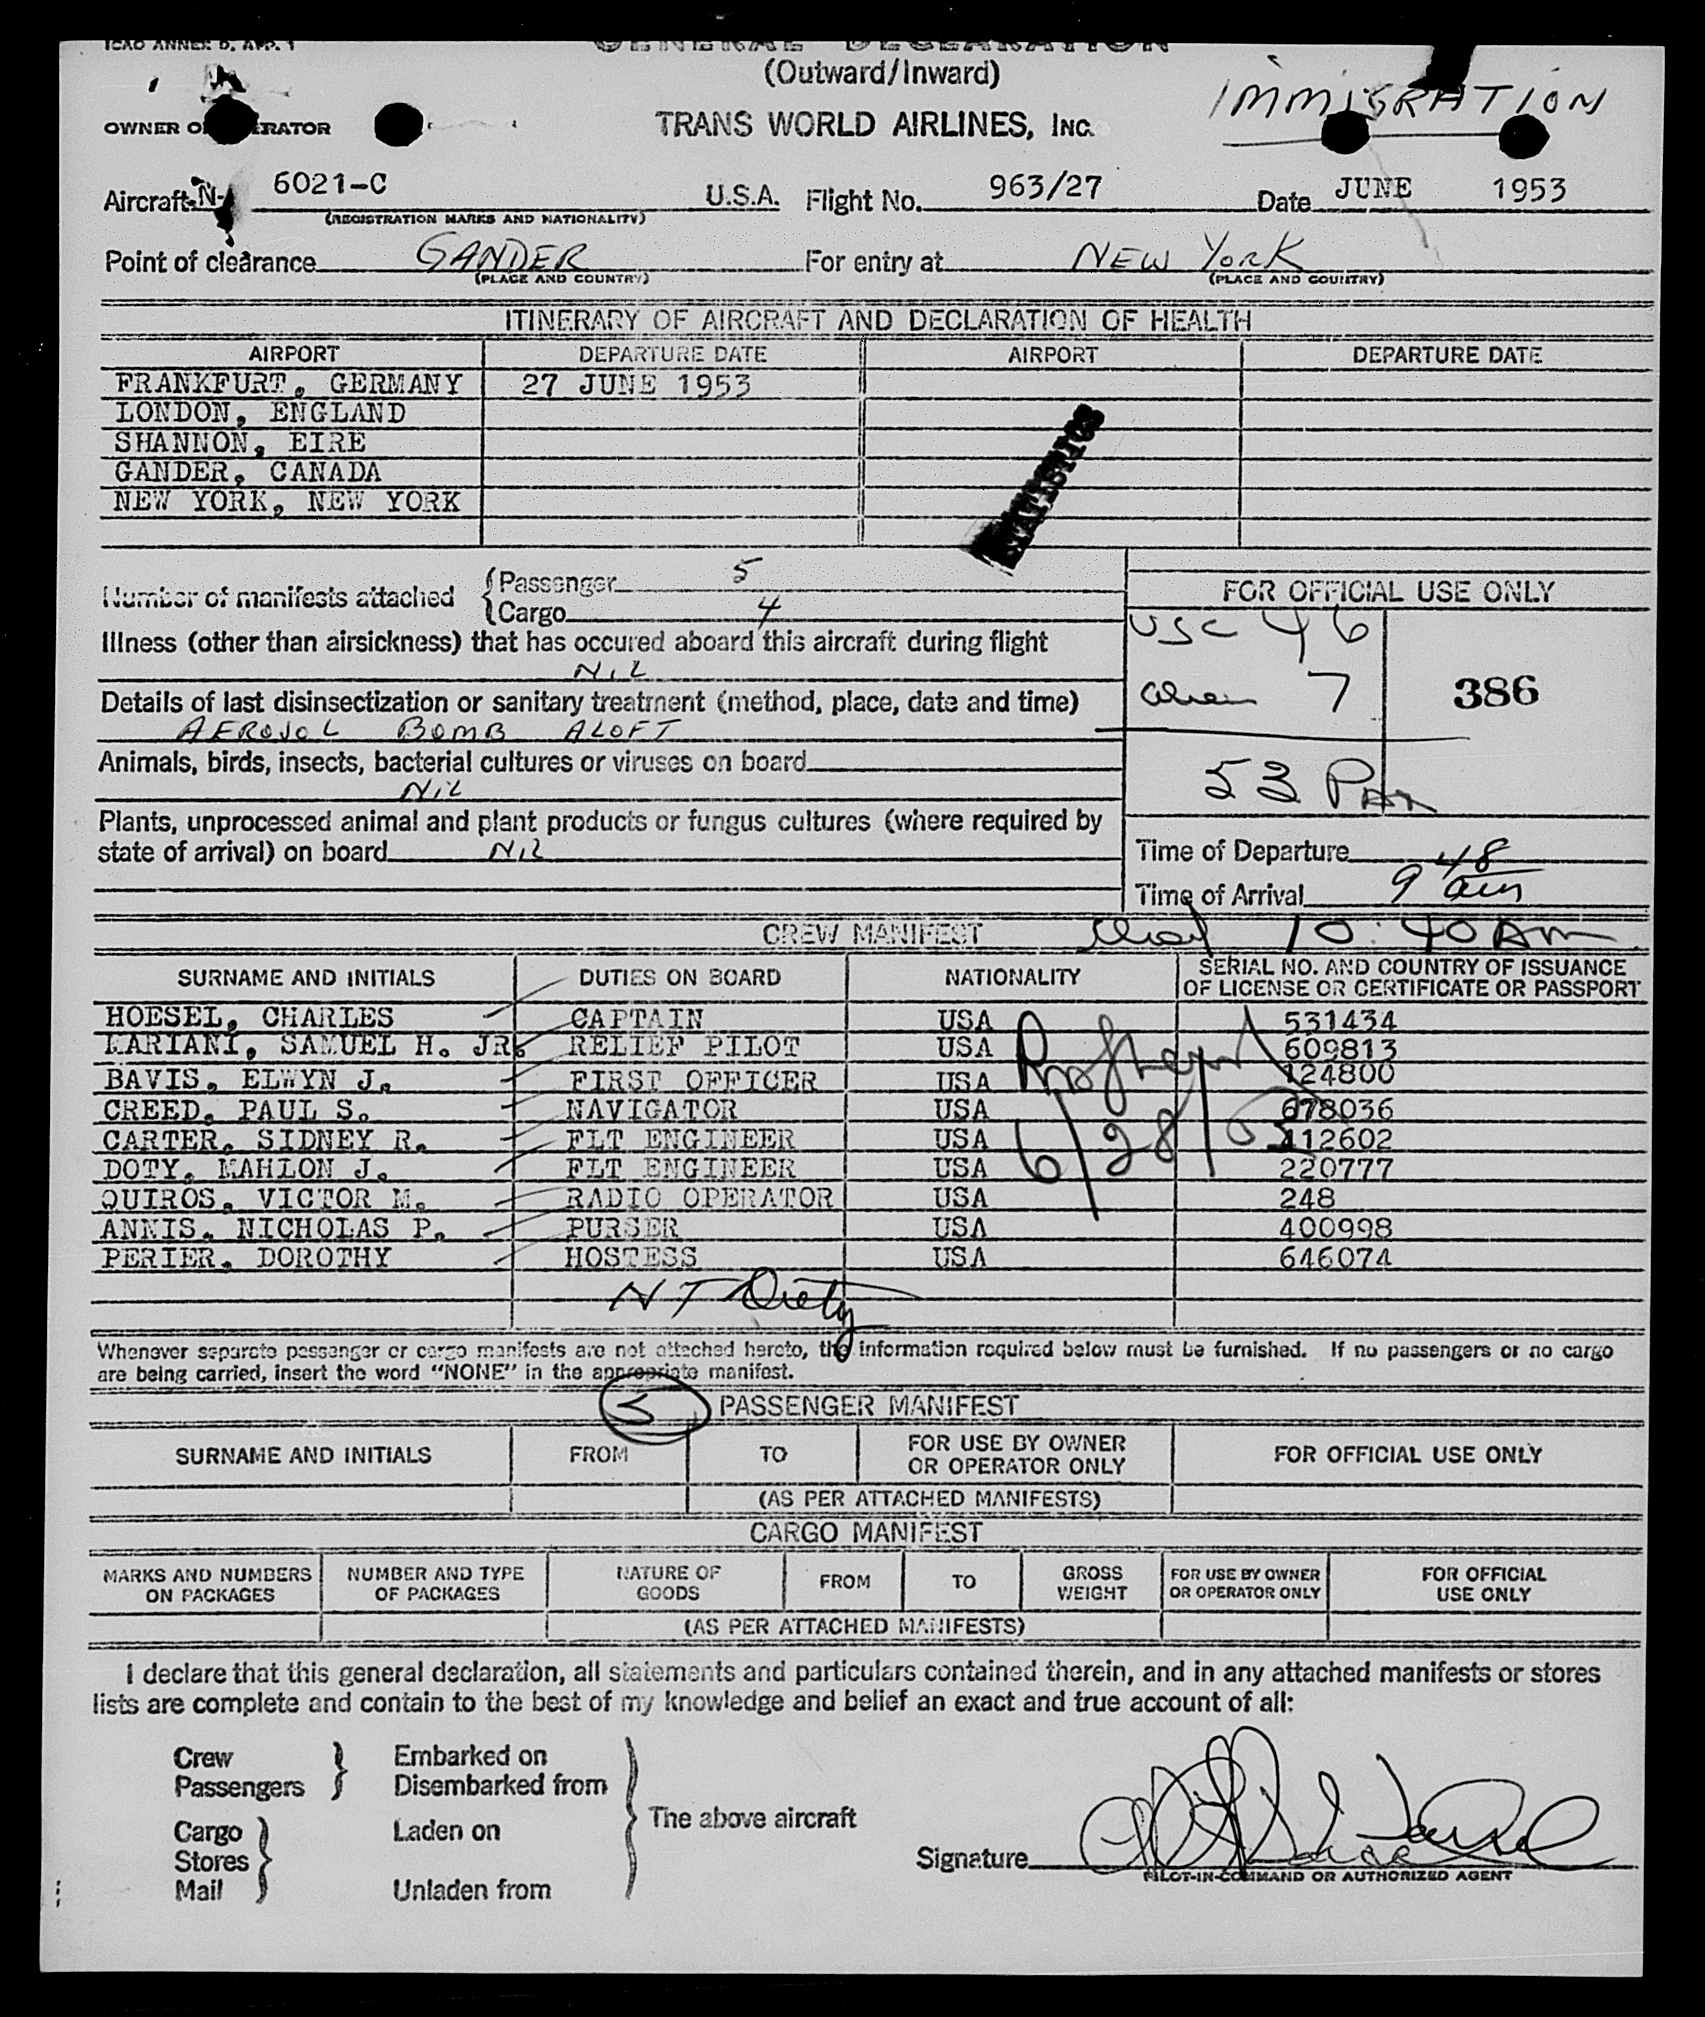 ICAO ANNEX 9, APP. 1
GENERAL DECLARATION
(Outward/Inward)
IMMIGRATION
OWNER O ERATOR TRANS WORLD AIRLINES, INC.
Aircraft N- 6021-C U.S.A. Flight No. 963/27 Date JUNE 1953
(REGISTRATION MARKS AND NATIONALITY)
Point of clearance GANDER For entry at NEW YORK
(PLACE AND COUNTRY) (PLACE AND COUNTRY)
ITINERARY OF AIRCRAFT AND DECLARATION OF HEALTH
AIRPORT DEPARTURE DATE AIRPORT DEPARTURE DATE
FRANKFURT, GERMANY 27 JUNE 1953
LONDON, ENGLAND
SHANNON, EIRE
GANDER, CANADA
NEW YORK, NEW YORK
STATISTICS
Number of manifests attached { Passenger 5
Cargo 4
FOR OFFICIAL USE ONLY
USC 46
Alien 7
386
53 Pax
Illness (other than airsickness) that has occured aboard this aircraft during flight
NIL
Details of last disinsectization or sanitary treatment (method, place, date and time)
AEROSOL BOMB ALOFT
Animals, birds, insects, bacterial cultures or viruses on board
NIL
Plants, unprocessed animal and plant products or fungus cultures (where required by
state of arrival) on board NIL
Time of Departure
Time of Arrival 9 48 am
CREW MANIFEST 10:40 AM
SURNAME AND INITIALS DUTIES ON BOARD NATIONALITY SERIAL NO. AND COUNTRY OF ISSUANCE
OF LICENSE OR CERTIFICATE OR PASSPORT
HOESEL, CHARLES CAPTAIN USA 531434
MARIANI, SAMUEL H. JR. RELIEF PILOT USA 609813
BAVIS, ELWYN J. FIRST OFFICER USA 124800
CREED, PAUL S. NAVIGATOR USA 678036
CARTER, SIDNEY R. FLT ENGINEER USA 112602
DOTY, MAHLON J. FLT ENGINEER USA 220777
QUIROS, VICTOR M. RADIO OPERATOR USA 248
ANNIS, NICHOLAS P. PURSER USA 400998
PERIER, DOROTHY HOSTESS USA 646074
6/28/53
Whenever separate passenger or cargo manifests are not attached hereto, the information required below must be furnished. If no passengers or no cargo
are being carried, insert the word "NONE" in the appropriate manifest.
5 PASSENGER MANIFEST
SURNAME AND INITIALS FROM TO FOR USE BY OWNER
OR OPERATOR ONLY FOR OFFICIAL USE ONLY
(AS PER ATTACHED MANIFESTS)
CARGO MANIFEST
MARKS AND NUMBERS
ON PACKAGES NUMBER AND TYPE
OF PACKAGES NATURE OF
GOODS FROM TO GROSS
WEIGHT FOR USE BY OWNER
OR OPERATOR ONLY FOR OFFICIAL
USE ONLY
(AS PER ATTACHED MANIFESTS)
I declare that this general declaration, all statements and particulars contained therein, and in any attached manifests or stores
lists are complete and contain to the best of my knowledge and belief an exact and true account of all:
Crew Embarked on
Passengers Disembarked from
The above aircraft
Cargo Laden on
Stores
Mail Unladen from
Signature
PILOT-IN-COMMAND OR AUTHORIZED AGENT